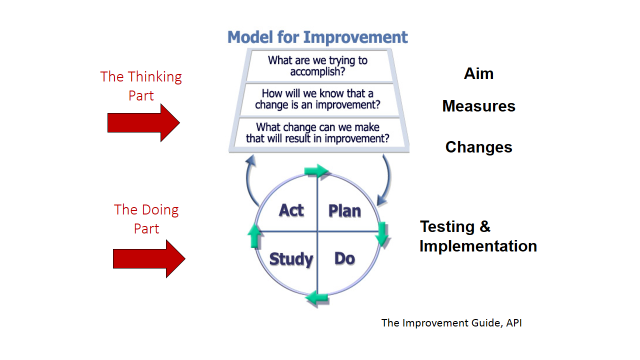 Model for Improvement
The Thinking
Part
What are we trying to
accomplish?
How will we know that a
change is an improvement?
What change can we make
that will result in improvement?
Aim
Measures
Changes
The Doing
Part
Act
Plan
Study
Do
Testing &
Implementation
The Improvement Guide, API